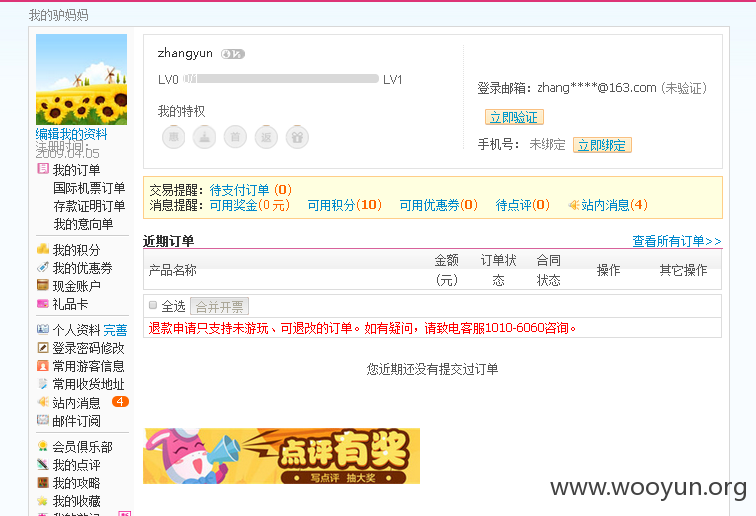 我的驴妈妈
zhangyun V4
LV0 0/1 LV1
我的特权
登录邮箱：zhang****@163.com (未验证)
立即验证
手机号： 未绑定 立即绑定
编辑我的资料
注册时间：
2009.04.05
我的订单
国际机票订单
存款证明订单
我的意向单
我的积分
我的优惠券
现金账户
礼品卡
个人资料 完善
登录密码修改
常用游客信息
常用收货地址
站内消息 4
邮件订阅
会员俱乐部
我的点评
我的攻略
我的收藏
交易提醒：待支付订单 (0)
消息提醒：可用奖金(0 元) 可用积分(10) 可用优惠券(0) 待点评(0) 站内消息(4)
近期订单 查看所有订单>>
产品名称 金额(元) 订单状态 合同状态 操作 其它操作
全选 合并开票
退款申请只支持未游玩、可退改的订单。如有疑问，请致电客服1010-6060咨询。
您近期还没有提交过订单
点评有奖
写点评 抽大奖
www.wooyun.org